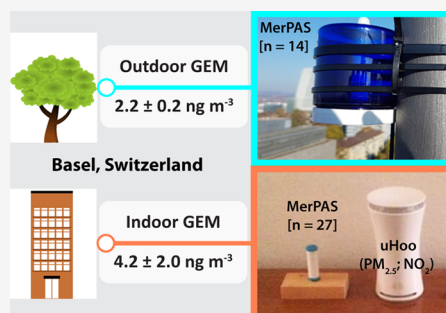 Outdoor GEM
2.2 ± 0.2 ng m⁻³
Basel, Switzerland
Indoor GEM
4.2 ± 2.0 ng m⁻³
MerPAS
[n = 14]
MerPAS
[n = 27]
uHoo
(PM₂.₅; NO₂)